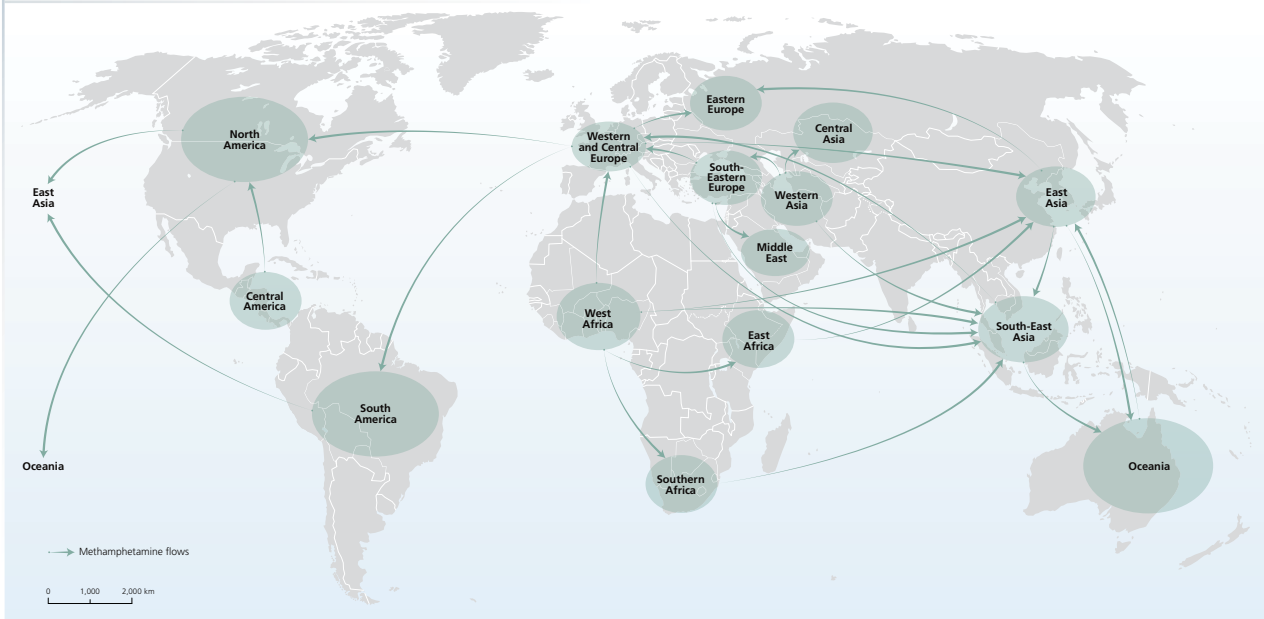 Eastern
Europe
North
America
Western
and Central
Europe
Central
Asia
South-
Eastern
Europe
Western
Asia
East
Asia
East
Asia
Middle
East
Central
America
West
Africa
East
Africa
South-East
Asia
South
America
Oceania
Southern
Africa
Oceania
Methamphetamine flows
0 1,000 2,000 km